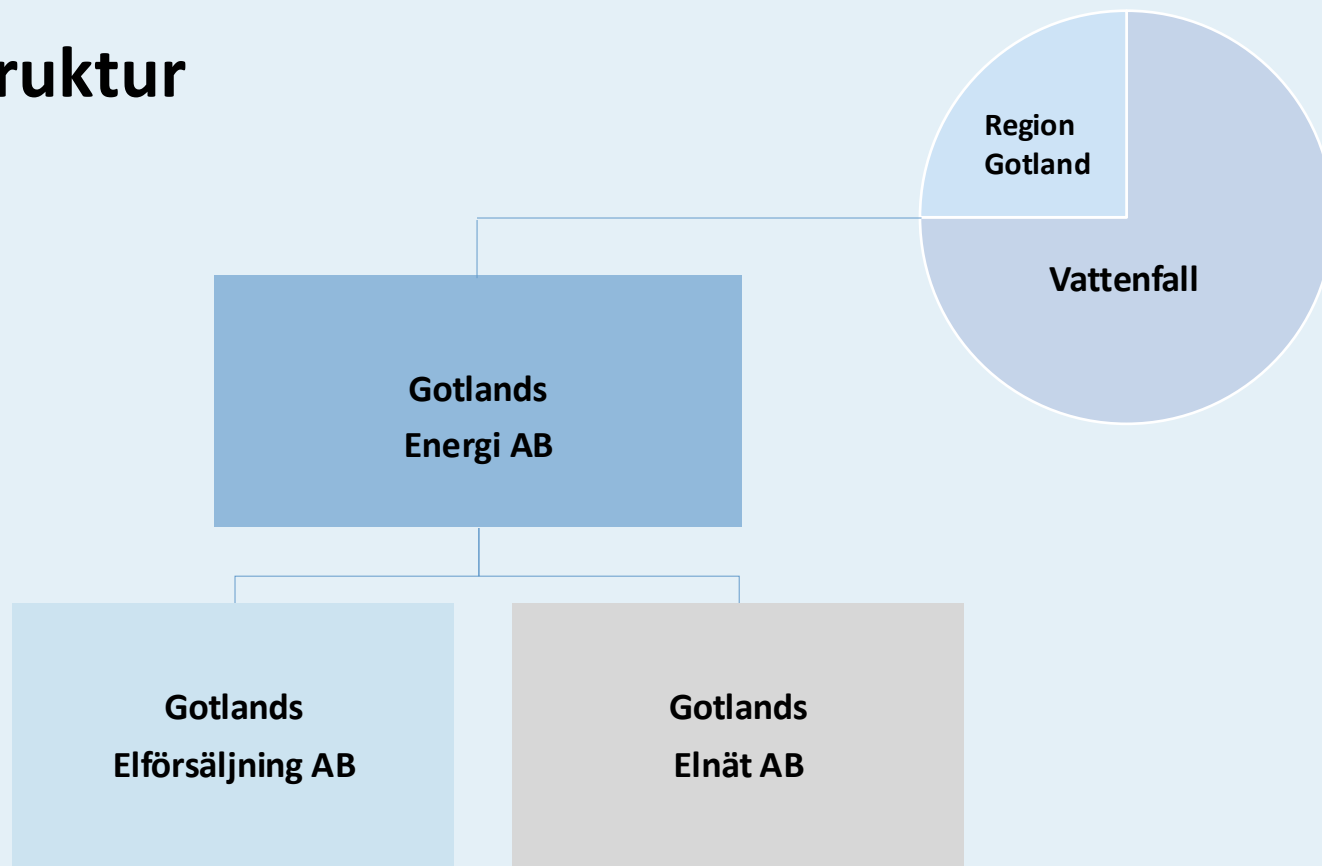 ruktur
Region
Gotland
Vattenfall
Gotlands
Energi AB
Gotlands
Elförsäljning AB
Gotlands
Elnät AB